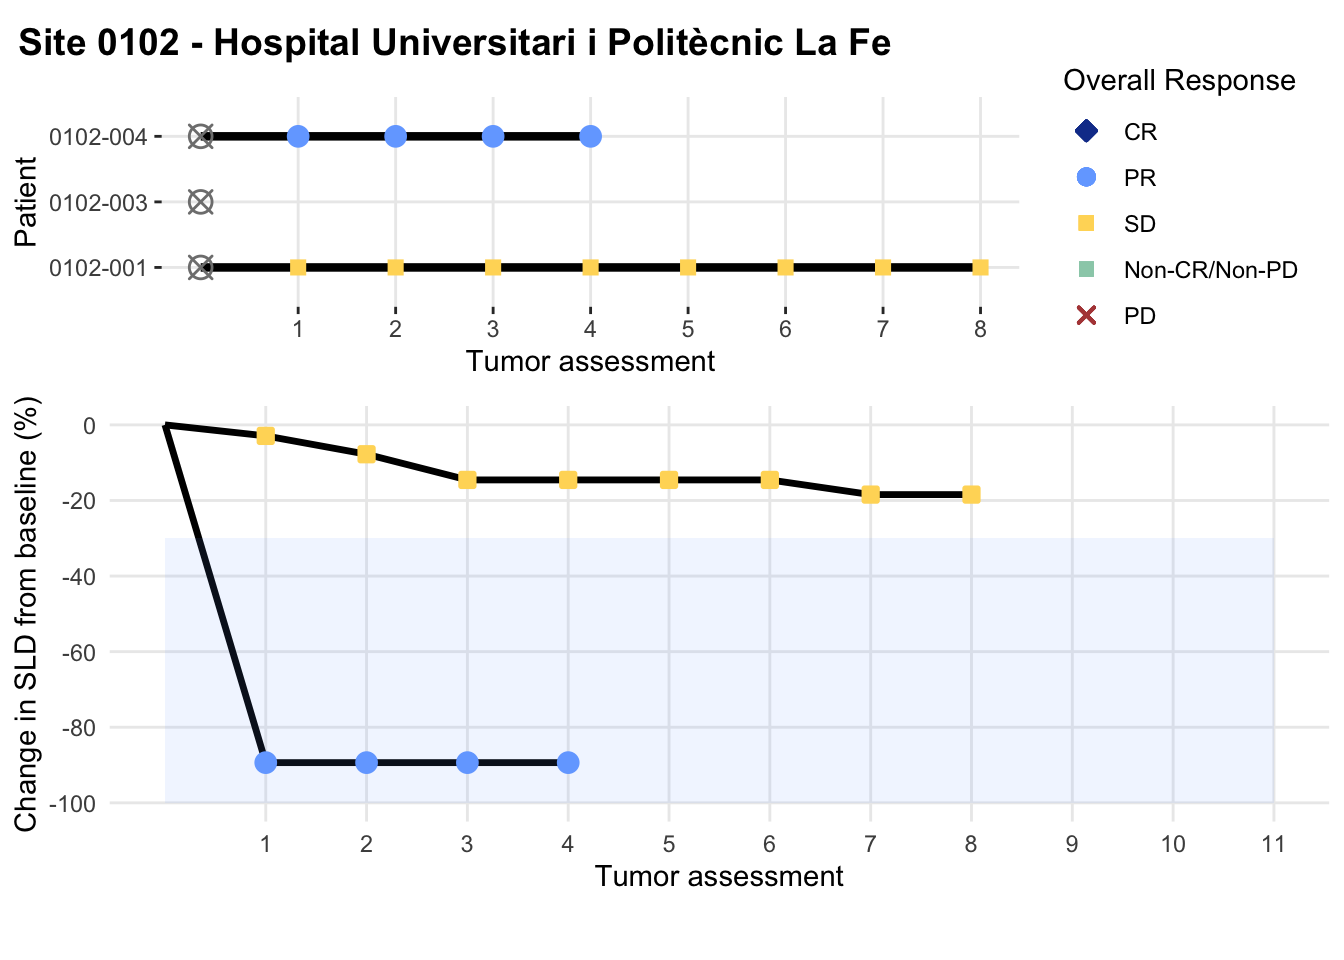 Site 0102 - Hospital Universitari i Politècnic La Fe
Patient
0102-004
0102-003
0102-001
1 2 3 4 5 6 7 8
Tumor assessment
Overall Response
CR
PR
SD
Non-CR/Non-PD
PD
Change in SLD from baseline (%)
0
-20
-40
-60
-80
-100
1 2 3 4 5 6 7 8 9 10 11
Tumor assessment